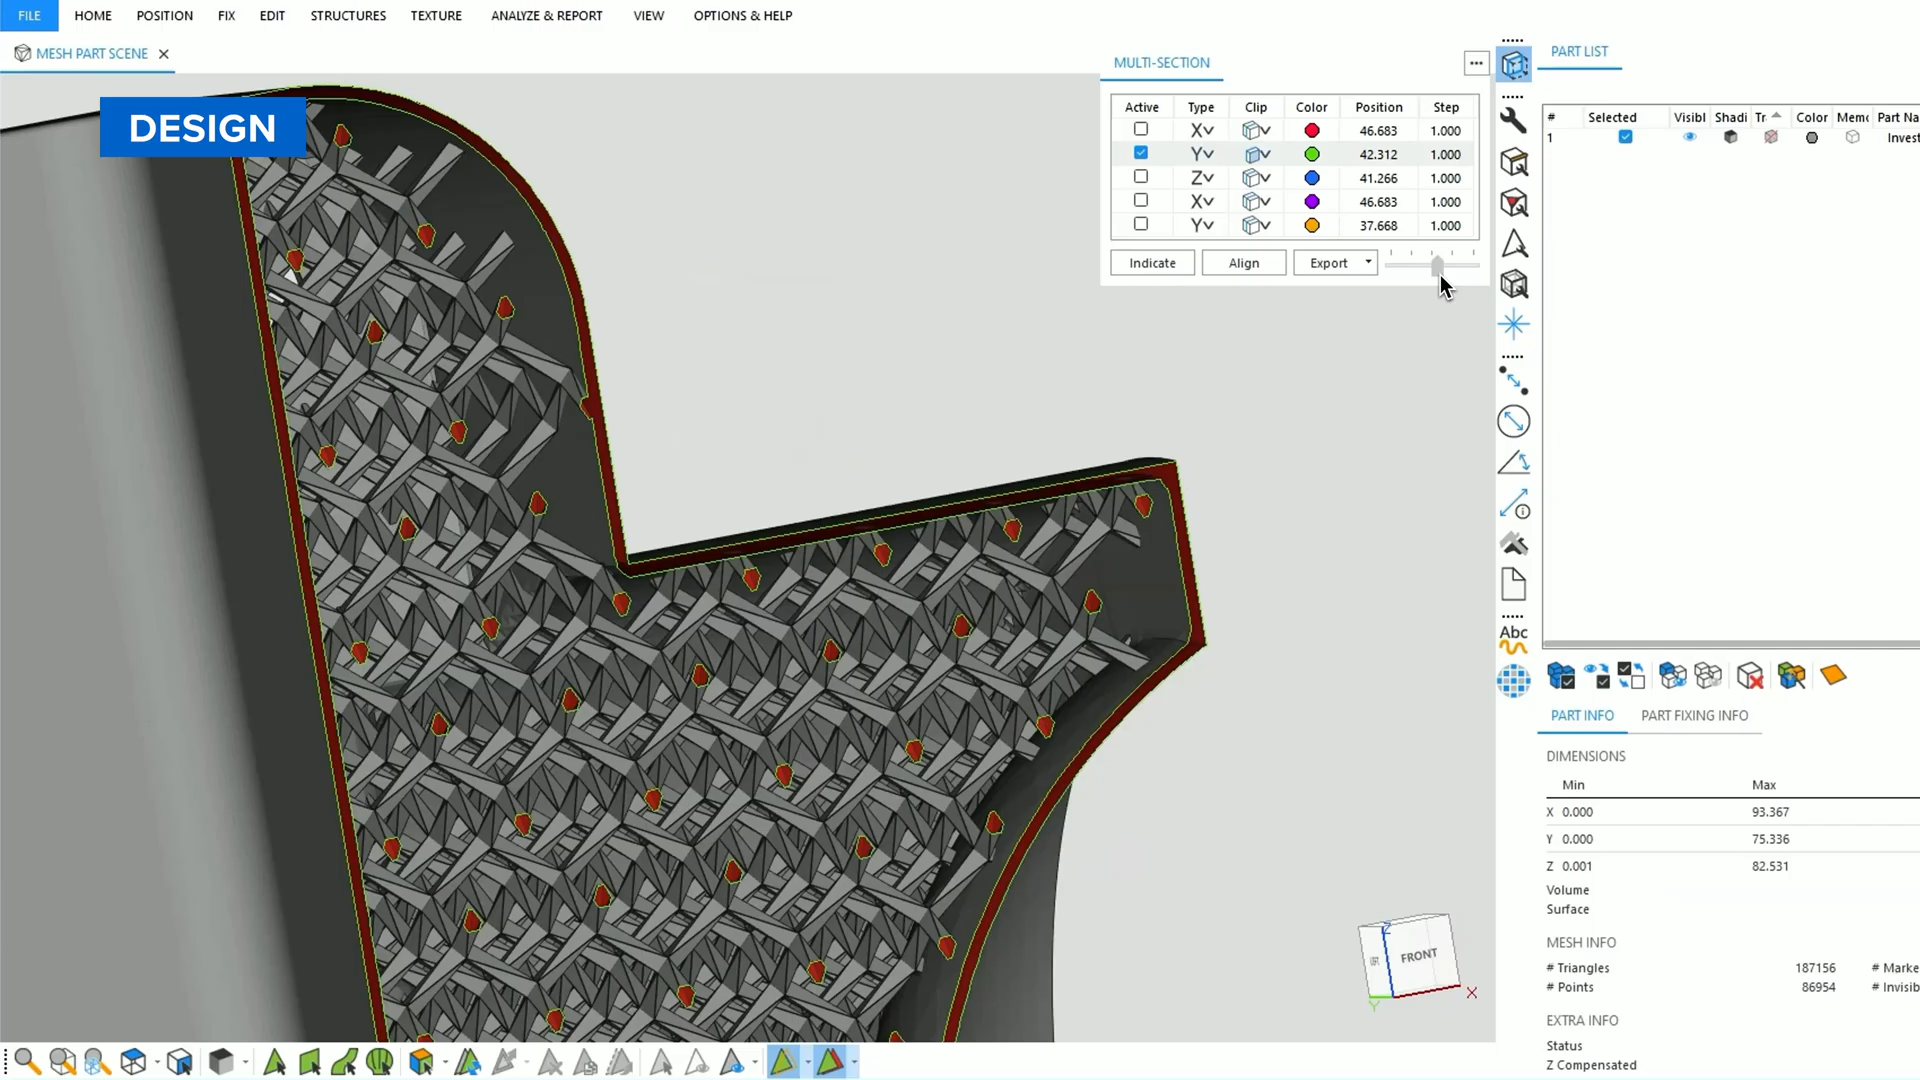 FILE HOME POSITION FIX EDIT STRUCTURES TEXTURE ANALYZE & REPORT VIEW OPTIONS & HELP
MESH PART SCENE
DESIGN
MULTI-SECTION
Active Type Clip Color Position Step
X 46.683 1.000
Y 42.312 1.000
Z 41.266 1.000
X 46.683 1.000
Y 37.668 1.000
Indicate Align Export
PART LIST
# Selected Visibl Shadi Tr Color Mem Part Na
1 Invest
Abc
PART INFO PART FIXING INFO
DIMENSIONS
Min Max
X 0.000 93.367
Y 0.000 75.336
Z 0.001 82.531
Volume
Surface
MESH INFO
# Triangles 187156 # Marke
# Points 86954 # Invisib
EXTRA INFO
Status
Z Compensated
FRONT
Z
X
Y